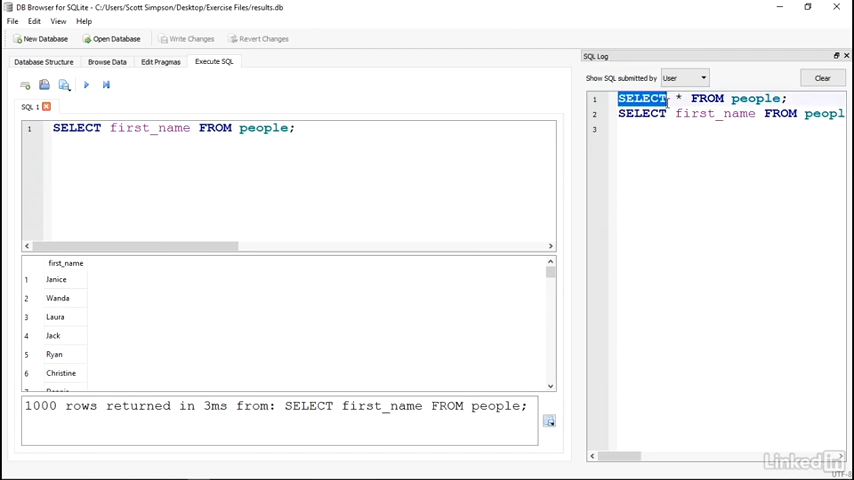 DB Browser for SQLite - C:/Users/Scott Simpson/Desktop/Exercise Files/results.db
File Edit View Help
New Database Open Database Write Changes Revert Changes
Database Structure Browse Data Edit Pragmas Execute SQL
SQL 1
1 SELECT first_name FROM people;
first_name
1 Janice
2 Wanda
3 Laura
4 Jack
5 Ryan
6 Christine
1000 rows returned in 3ms from: SELECT first_name FROM people;
SQL Log
Show SQL submitted by User Clear
1 SELECT * FROM people;
2 SELECT first_name FROM peopl
3
LinkedIn
UTF-8